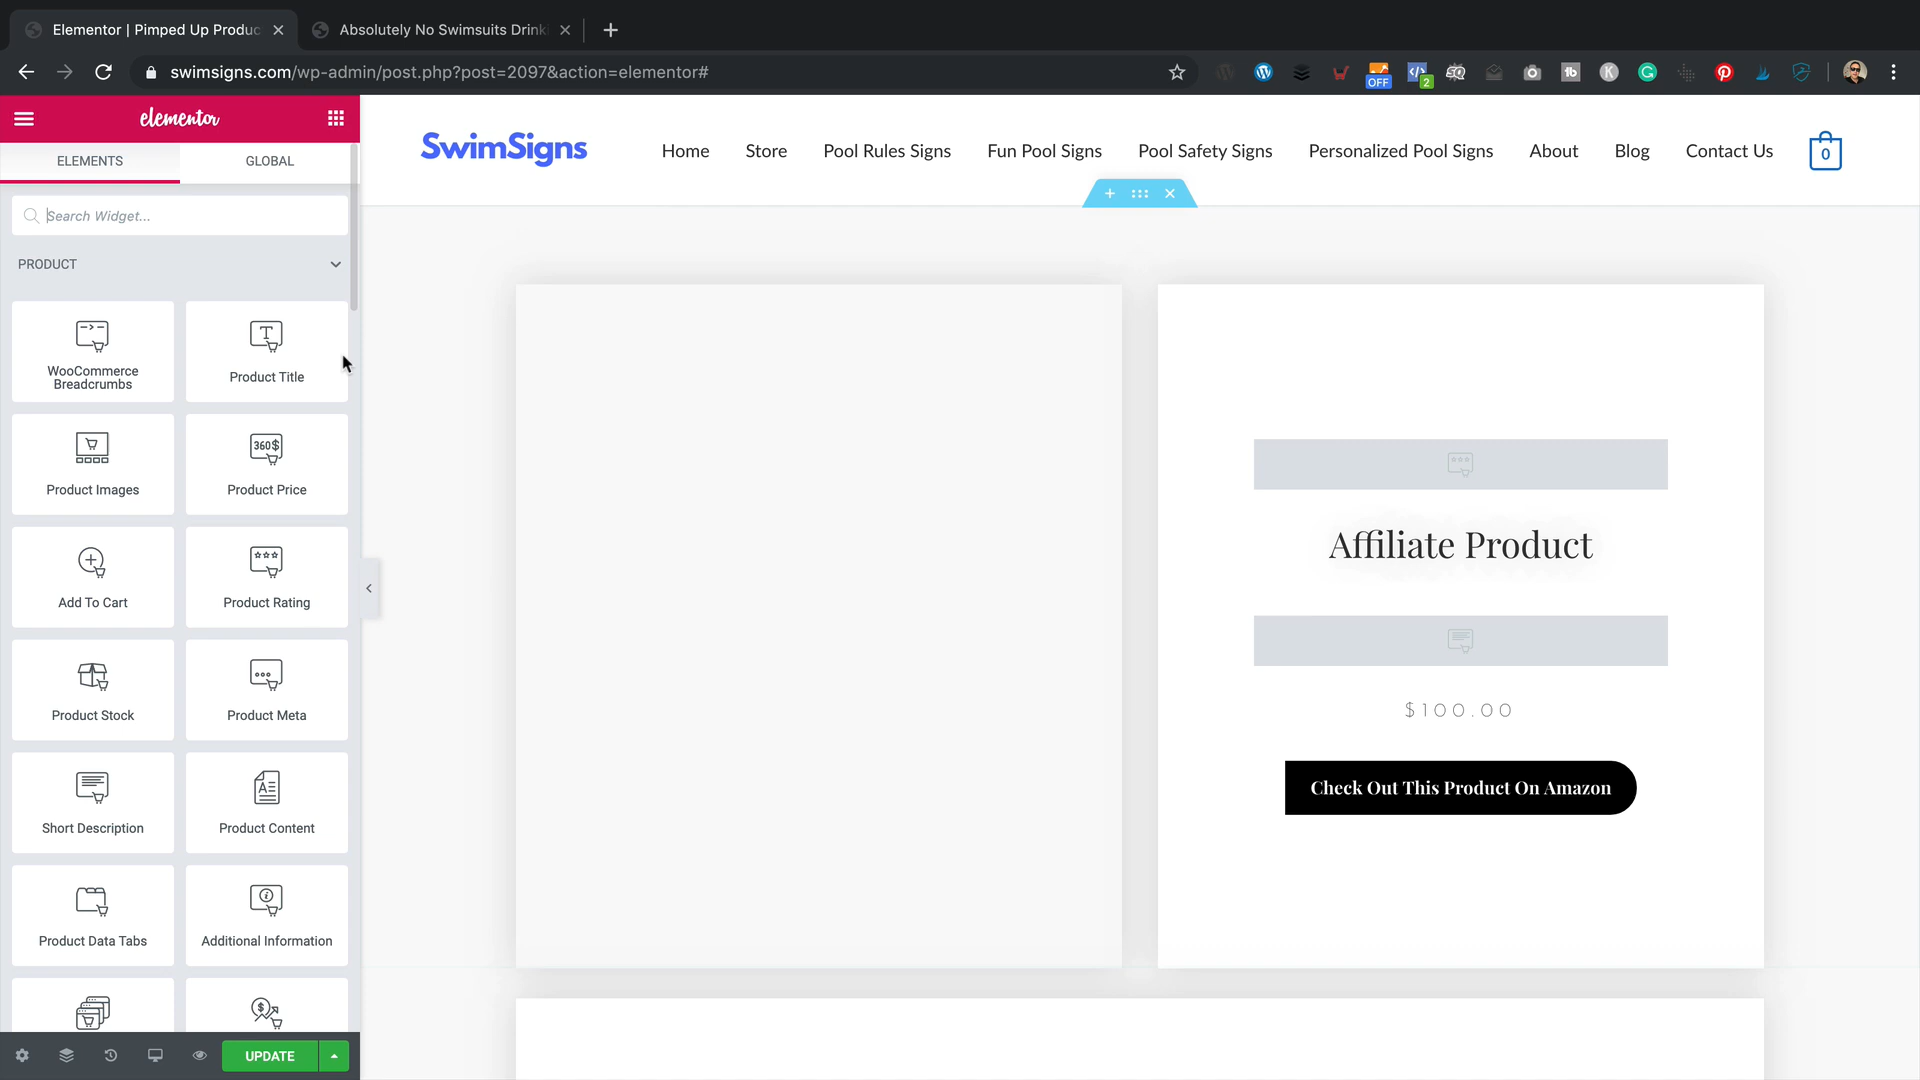 Elementor | Pimped Up Produc
Absolutely No Swimsuits Drink
swimsigns.com/wp-admin/post.php?post=2097&action=elementor#
OFF
2
elementor
ELEMENTS
GLOBAL
Search Widget...
PRODUCT
WooCommerce
Breadcrumbs
Product Title
Product Images
360$
Product Price
Add To Cart
Product Rating
Product Stock
Product Meta
Short Description
Product Content
Product Data Tabs
Additional Information
UPDATE
SwimSigns
Home
Store
Pool Rules Signs
Fun Pool Signs
Pool Safety Signs
Personalized Pool Signs
About
Blog
Contact Us
0
Affiliate Product
$100.00
Check Out This Product On Amazon